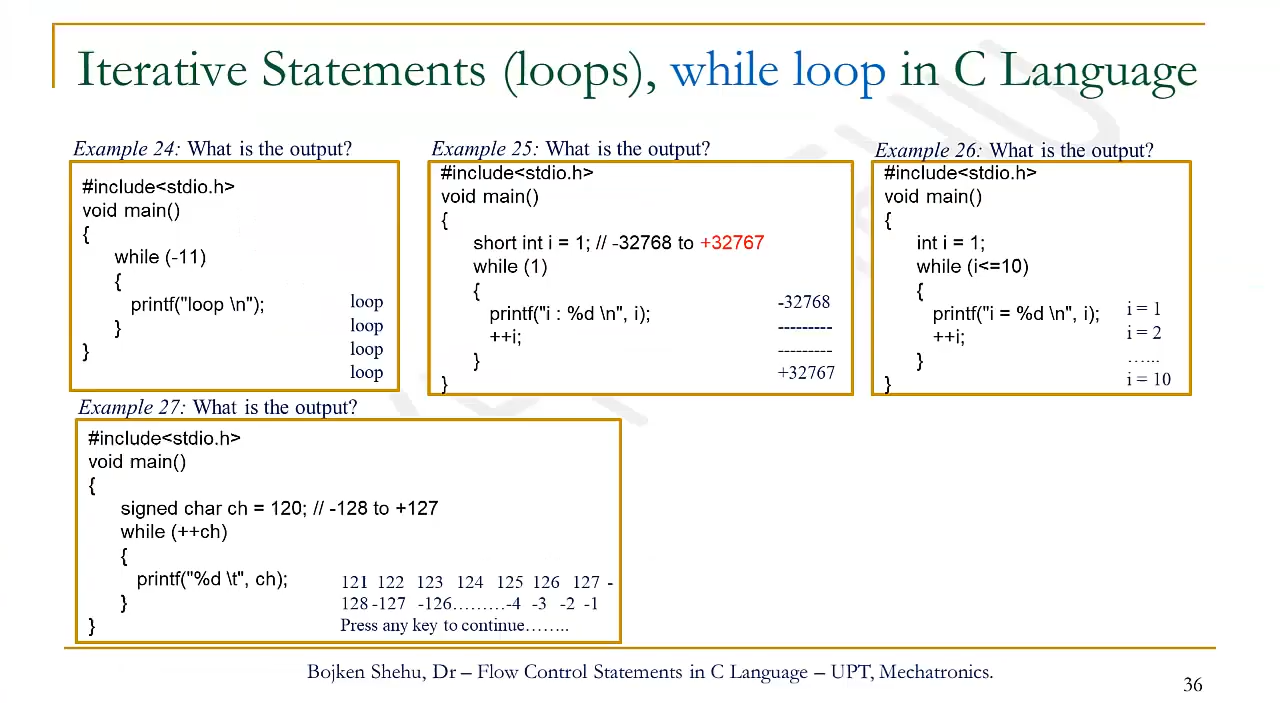 Iterative Statements (loops), while loop in C Language
Example 24: What is the output?
#include<stdio.h>
void main()
{
while (-11)
{
printf("loop \n");
}
}
loop
loop
loop
loop
Example 25: What is the output?
#include<stdio.h>
void main()
{
short int i = 1; // -32768 to +32767
while (1)
{
printf("i : %d \n", i);
++i;
}
}
-32768
---------
---------
+32767
Example 26: What is the output?
#include<stdio.h>
void main()
{
int i = 1;
while (i<=10)
{
printf("i = %d \n", i);
++i;
}
}
i = 1
i = 2
…...
i = 10
Example 27: What is the output?
#include<stdio.h>
void main()
{
signed char ch = 120; // -128 to +127
while (++ch)
{
printf("%d \t", ch);
}
}
121 122 123 124 125 126 127 -
128 -127 -126………-4 -3 -2 -1
Press any key to continue……..
Bojken Shehu, Dr – Flow Control Statements in C Language – UPT, Mechatronics.
36